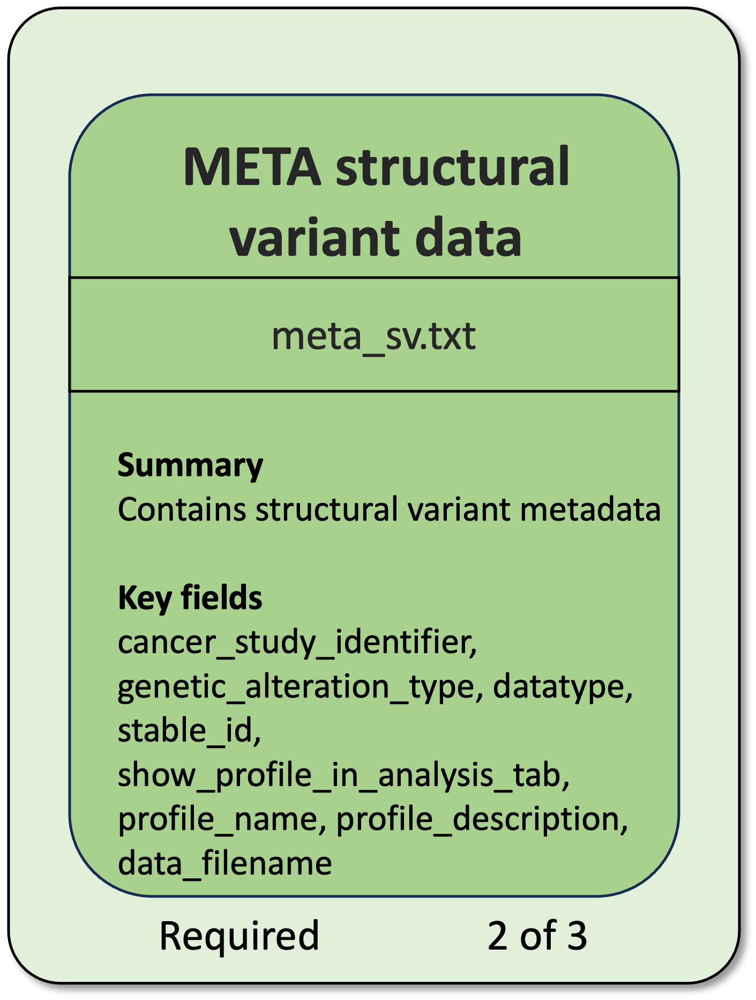 META structural
variant data
meta_sv.txt
Summary
Contains structural variant metadata
Key fields
cancer_study_identifier,
genetic_alteration_type, datatype,
stable_id,
show_profile_in_analysis_tab,
profile_name, profile_description,
data_filename
Required 2 of 3